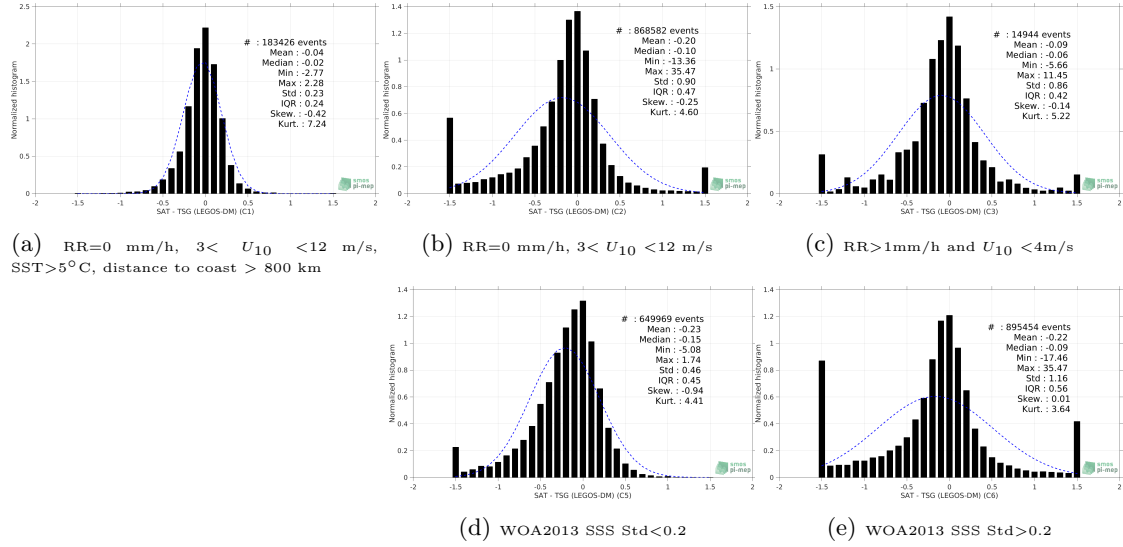 2.5
2
1.5
1
0.5
0
Normalized histogram
# : 183426 events
Mean : -0.04
Median : -0.02
Min : -2.77
Max : 2.28
Std : 0.23
IQR : 0.24
Skew. : -0.42
Kurt. : 7.24
smos
pi-mep
-2 -1.5 -1 -0.5 0 0.5 1 1.5 2
SAT - TSG (LEGOS-DM) (C1)
(a) RR=0 mm/h, 3< U10 <12 m/s,
SST>5°C, distance to coast > 800 km
1.4
1.2
1
0.8
0.6
0.4
0.2
0
Normalized histogram
# : 868582 events
Mean : -0.20
Median : -0.10
Min : -13.36
Max : 35.47
Std : 0.90
IQR : 0.47
Skew. : -0.25
Kurt. : 4.60
smos
pi-mep
-2 -1.5 -1 -0.5 0 0.5 1 1.5 2
SAT - TSG (LEGOS-DM) (C2)
(b) RR=0 mm/h, 3< U10 <12 m/s
1.5
1
0.5
0
Normalized histogram
# : 14944 events
Mean : -0.09
Median : -0.06
Min : -5.66
Max : 11.45
Std : 0.86
IQR : 0.42
Skew. : -0.14
Kurt. : 5.22
smos
pi-mep
-2 -1.5 -1 -0.5 0 0.5 1 1.5 2
SAT - TSG (LEGOS-DM) (C3)
(c) RR>1mm/h and U10 <4m/s
1.4
1.2
1
0.8
0.6
0.4
0.2
0
Normalized histogram
# : 649969 events
Mean : -0.23
Median : -0.15
Min : -5.08
Max : 1.74
Std : 0.46
IQR : 0.45
Skew. : -0.94
Kurt. : 4.41
smos
pi-mep
-2 -1.5 -1 -0.5 0 0.5 1 1.5 2
SAT - TSG (LEGOS-DM) (C5)
(d) WOA2013 SSS Std<0.2
1.4
1.2
1
0.8
0.6
0.4
0.2
0
Normalized histogram
# : 895454 events
Mean : -0.22
Median : -0.09
Min : -17.46
Max : 35.47
Std : 1.16
IQR : 0.56
Skew. : 0.01
Kurt. : 3.64
smos
pi-mep
-2 -1.5 -1 -0.5 0 0.5 1 1.5 2
SAT - TSG (LEGOS-DM) (C6)
(e) WOA2013 SSS Std>0.2